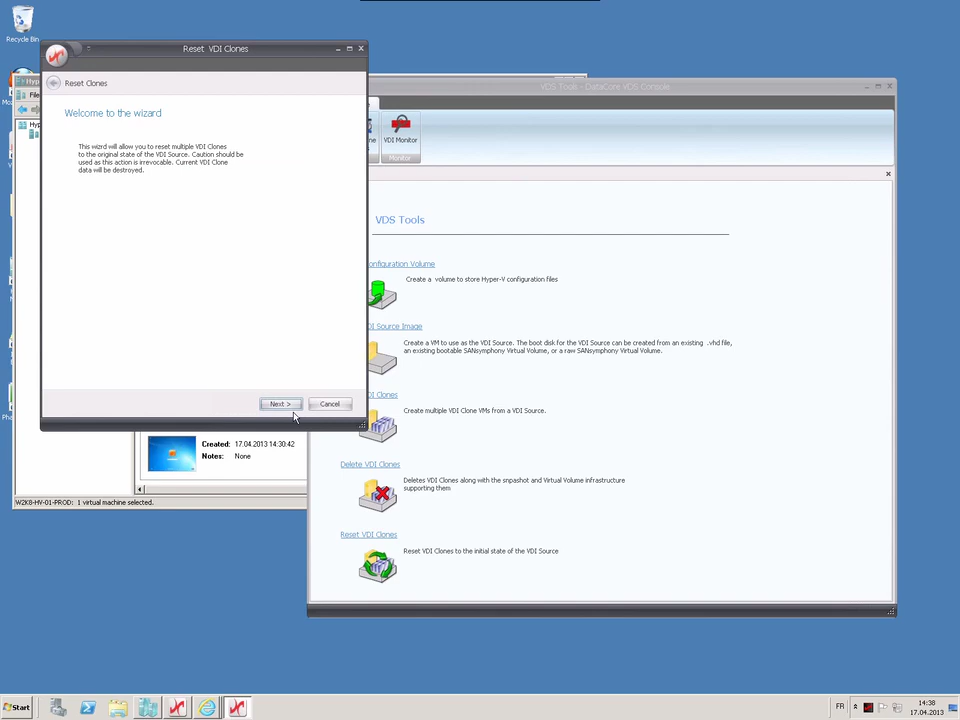 Recycle Bin
Reset VDI Clones
Reset Clones
Welcome to the wizard
This wizrd will allow you to reset multiple VDI Clones
to the original state of the VDI Source. Caution should be
used as this action is irrevocable. Current VDI Clone
data will be destroyed.
Next >
Cancel
File
VDS Tools - DataCore VDS Console
VDI Monitor
Monitor
VDS Tools
onfiguration Volume
Create a volume to store Hyper-V configuration files
DI Source Image
Create a VM to use as the VDI Source. The boot disk for the VDI Source can be created from an existing .vhd file,
an existing bootable SANsymphony Virtual Volume, or a raw SANsymphony Virtual Volume.
DI Clones
Create multiple VDI Clone VMs from a VDI Source.
Delete VDI Clones
Deletes VDI Clones along with the snpashot and Virtual Volume infrastructure
supporting them
Reset VDI Clones
Reset VDI Clones to the initial state of the VDI Source
Created: 17.04.2013 14:30:42
Notes: None
W2K8-HV-01-PROD: 1 virtual machine selected.
Start
FR
14:38
17.04.2013